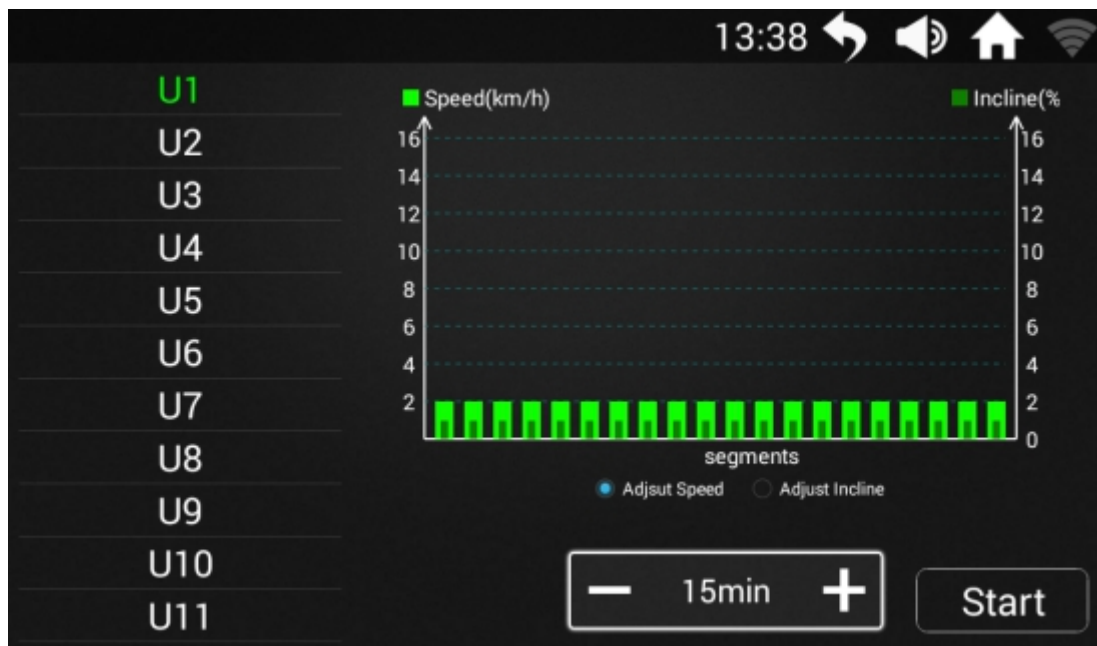 13:38
U1
U2
U3
U4
U5
U6
U7
U8
U9
U10
U11
Speed(km/h) Incline(%
16 16
14 14
12 12
10 10
8 8
6 6
4 4
2 2
0
segments
Adjsut Speed Adjust Incline
15min
Start